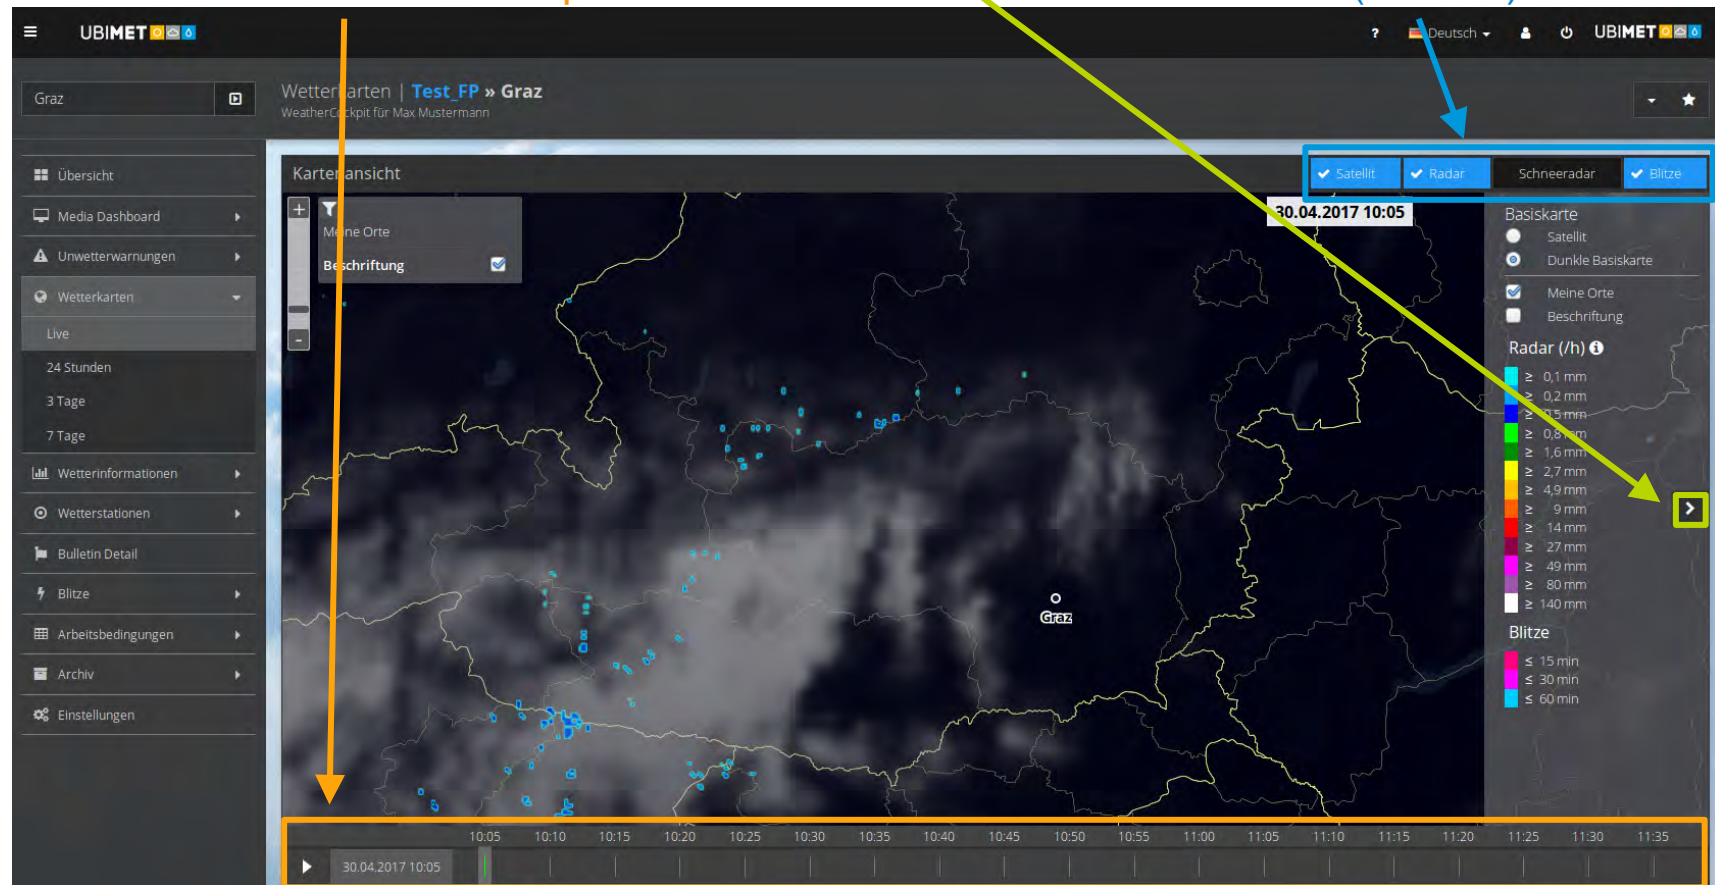 UBIMET
? Deutsch UBIMET
Graz
Wetterkarten | Test_FP » Graz
WeatherCockpit für Max Mustermann
Übersicht
Media Dashboard
Unwetterwarnungen
Wetterkarten
Live
24 Stunden
3 Tage
7 Tage
Wetterinformationen
Wetterstationen
Bulletin Detail
Blitze
Arbeitsbedingungen
Archiv
Einstellungen
Kartenansicht
Satellit Radar Schneeradar Blitze
+
-
Meine Orte
Beschriftung
30.04.2017 10:05
Graz
Basiskarte
Satellit
Dunkle Basiskarte
Meine Orte
Beschriftung
Radar (/h)
≥ 0,1 mm
≥ 0,2 mm
≥ 0,5 mm
≥ 0,8 mm
≥ 1,6 mm
≥ 2,7 mm
≥ 4,9 mm
≥ 9 mm
≥ 14 mm
≥ 27 mm
≥ 49 mm
≥ 80 mm
≥ 140 mm
Blitze
≤ 15 min
≤ 30 min
≤ 60 min
10:05 10:10 10:15 10:20 10:25 10:30 10:35 10:40 10:45 10:50 10:55 11:00 11:05 11:10 11:15 11:20 11:25 11:30 11:35
30.04.2017 10:05